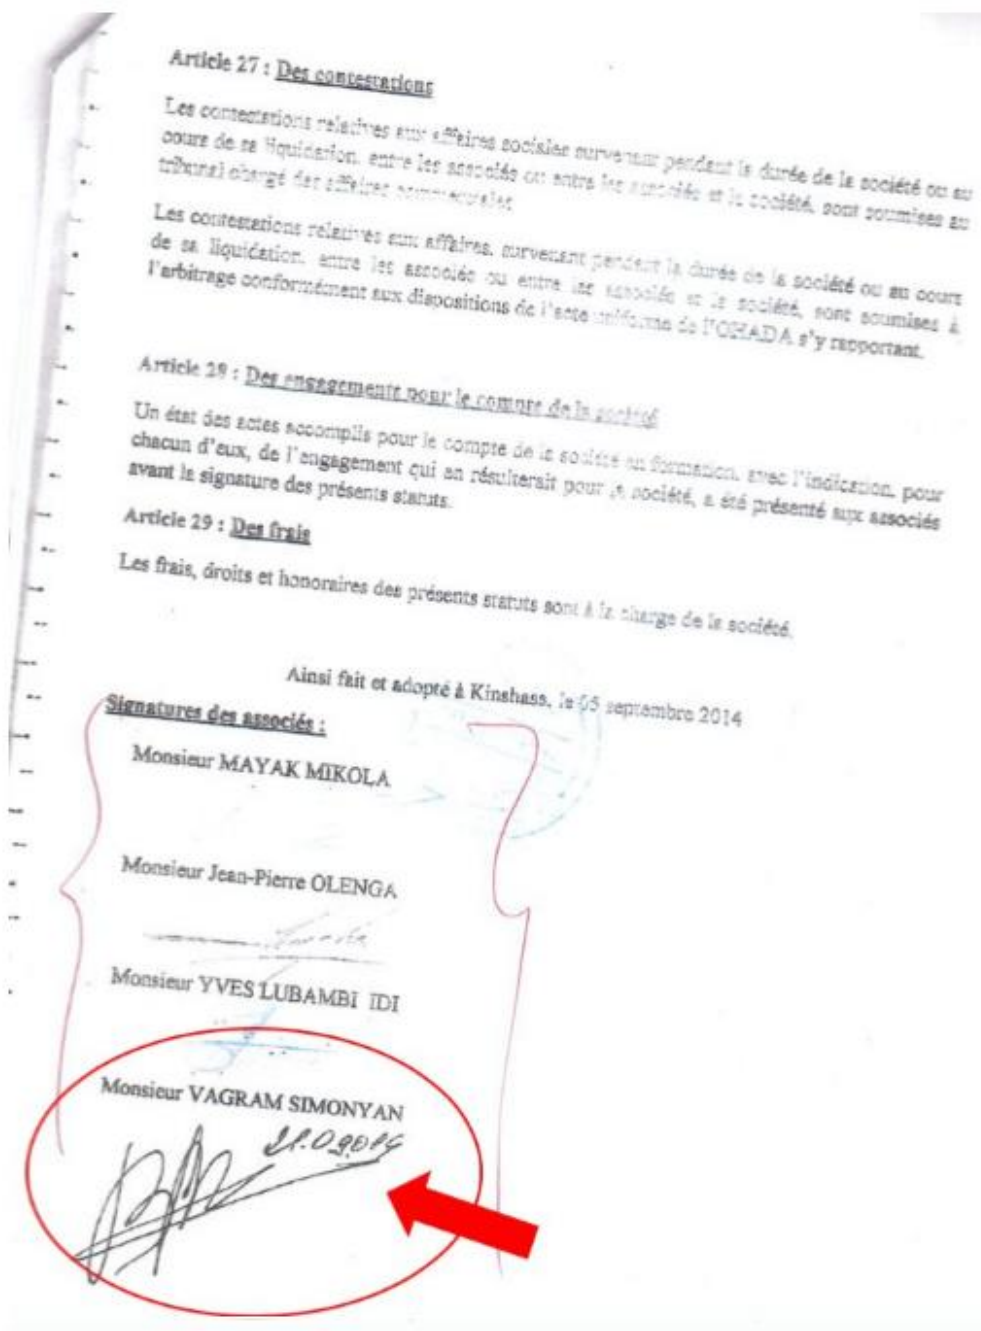 Article 27 : Des contestations
Les contestations relatives aux affaires sociales survenant pendant la durée de la société ou au
cours de sa liquidation, entre les associés ou entre les associés et la société, sont soumises au
tribunal chargé des affaires commerciales
Les contestations relatives aux affaires, survenant pendant la durée de la société ou au cours
de sa liquidation, entre les associés ou entre les associés et la société, sont soumises à
l'arbitrage conformément aux dispositions de l'acte uniforme de l'OHADA s'y rapportant.
Article 28 : Des engagements pour le compte de la société
Un état des actes accomplis pour le compte de la société en formation, avec l'indication, pour
chacun d'eux, de l'engagement qui en résulterait pour la société, a été présenté aux associés
avant la signature des présents statuts.
Article 29 : Des frais
Les frais, droits et honoraires des présents statuts sont à la charge de la société.
Ainsi fait et adopté à Kinshass, le 05 septembre 2014
Signatures des associés :
Monsieur MAYAK MIKOLA
Monsieur Jean-Pierre OLENGA
Monsieur YVES LUBAMBI IDI
Monsieur VAGRAM SIMONYAN